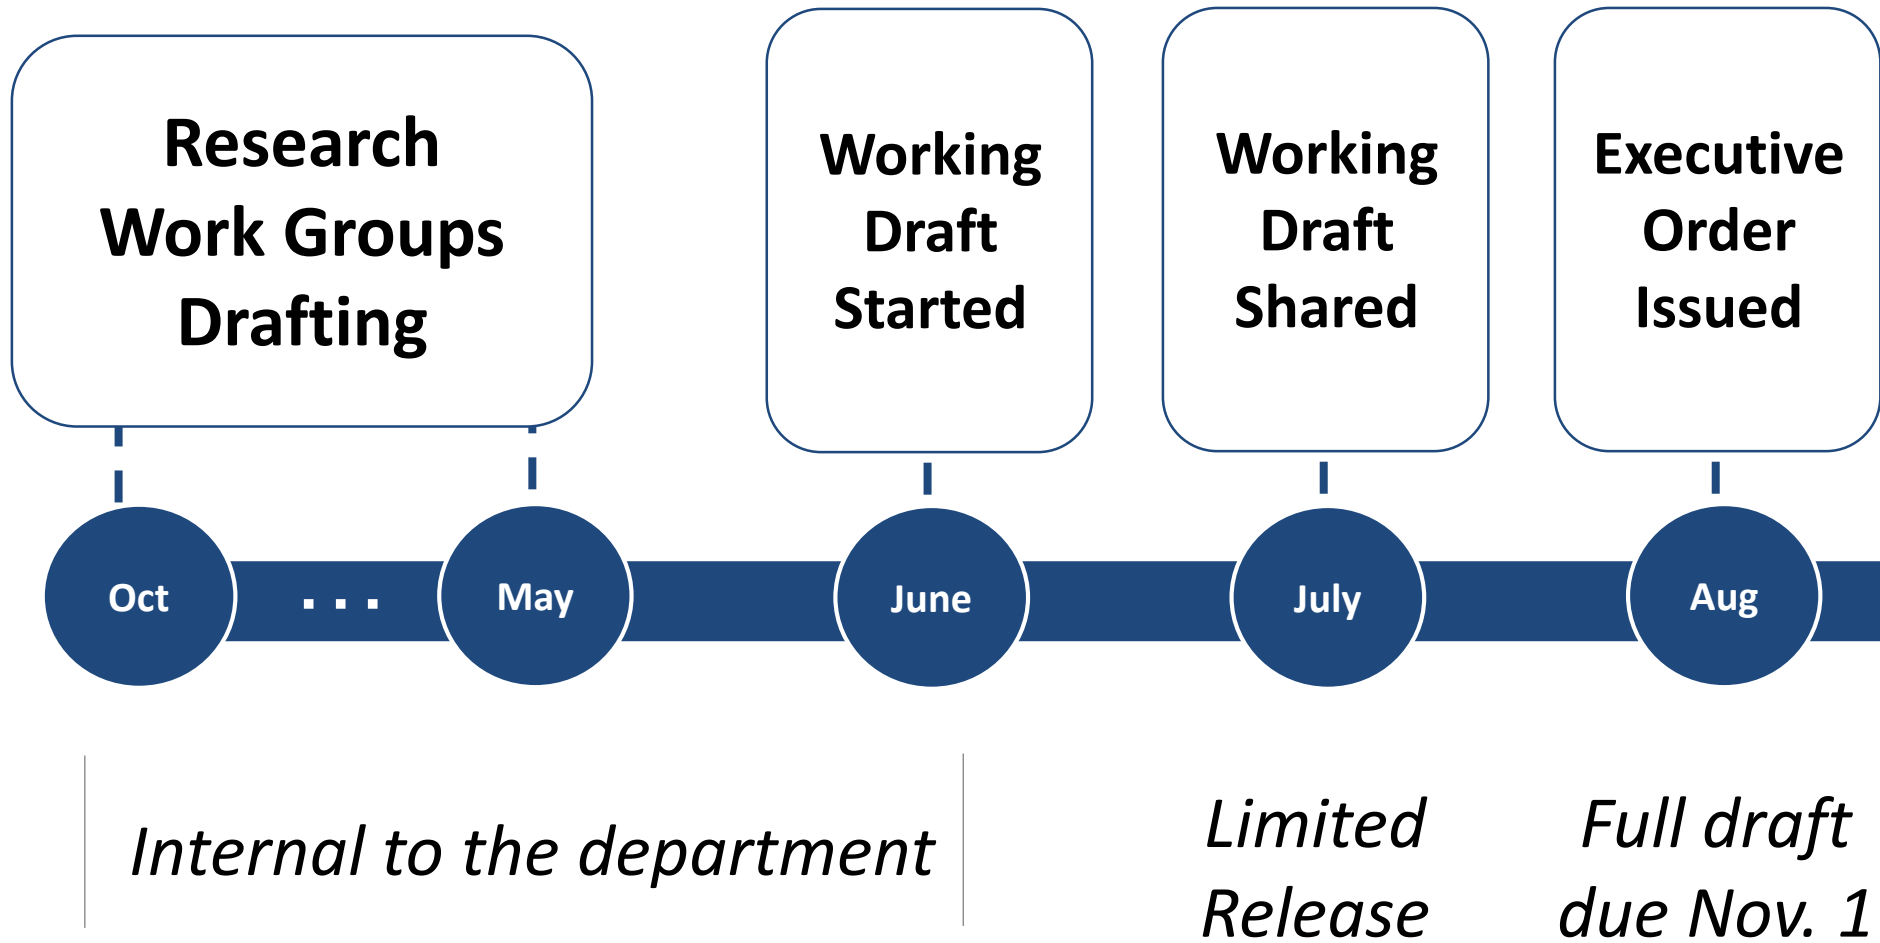 Research
Work Groups
Drafting
Working
Draft
Started
Working
Draft
Shared
Executive
Order
Issued
Oct
...
May
June
July
Aug
Internal to the department
Limited
Release
Full draft
due Nov. 1